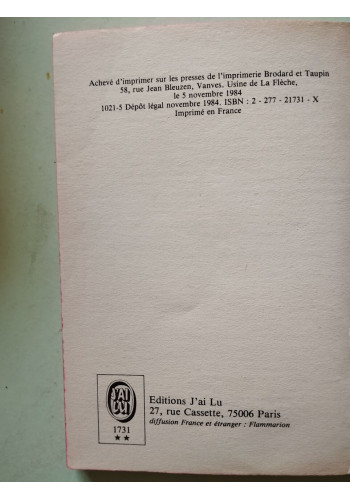 Achevé d'imprimer sur les presses de l'imprimerie Brodard et Taupin
58, rue Jean Bleuzen, Vanves. Usine de La Flèche,
le 5 novembre 1984
1021-5 Dépôt légal novembre 1984. ISBN : 2 - 277 - 21731 - X
Imprimé en France
J'AI
LU
1731
★★
Editions J'ai Lu
27, rue Cassette, 75006 Paris
diffusion France et étranger : Flammarion